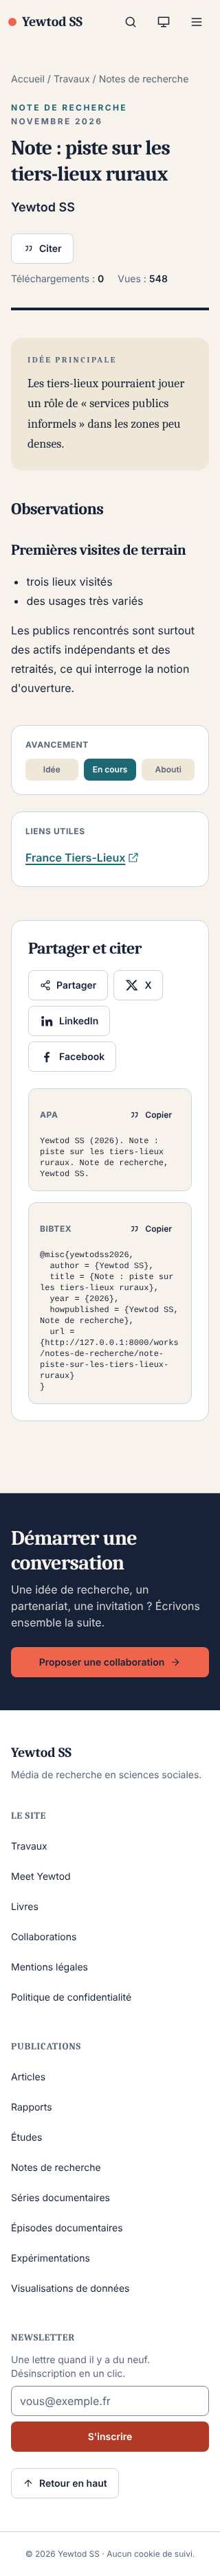 Yewtod SS
Accueil / Travaux / Notes de recherche
NOTE DE RECHERCHE
NOVEMBRE 2026
Note : piste sur les
tiers-lieux ruraux
Yewtod SS
Citer
Téléchargements : 0 Vues : 548
IDÉE PRINCIPALE
Les tiers-lieux pourraient jouer
un rôle de « services publics
informels » dans les zones peu
denses.
Observations
Premières visites de terrain
• trois lieux visités
• des usages très variés
Les publics rencontrés sont surtout
des actifs indépendants et des
retraités, ce qui interroge la notion
d'ouverture.
AVANCEMENT
Idée En cours Abouti
LIENS UTILES
France Tiers-Lieux
Partager et citer
Partager X
LinkedIn
Facebook
APA Copier
Yewtod SS (2026). Note :
piste sur les tiers-lieux
ruraux. Note de recherche,
Yewtod SS.
BIBTEX Copier
@misc{yewtodss2026,
author = {Yewtod SS},
title = {Note : piste sur
les tiers-lieux ruraux},
year = {2026},
howpublished = {Yewtod SS,
Note de recherche},
url =
{http://127.0.0.1:8000/works
/notes-de-recherche/note-
piste-sur-les-tiers-lieux-
ruraux}
}
Démarrer une
conversation
Une idée de recherche, un
partenariat, une invitation ? Écrivons
ensemble la suite.
Proposer une collaboration →
Yewtod SS
Média de recherche en sciences sociales.
LE SITE
Travaux
Meet Yewtod
Livres
Collaborations
Mentions légales
Politique de confidentialité
PUBLICATIONS
Articles
Rapports
Études
Notes de recherche
Séries documentaires
Épisodes documentaires
Expérimentations
Visualisations de données
NEWSLETTER
Une lettre quand il y a du neuf.
Désinscription en un clic.
vous@exemple.fr
S'inscrire
↑ Retour en haut
© 2026 Yewtod SS · Aucun cookie de suivi.